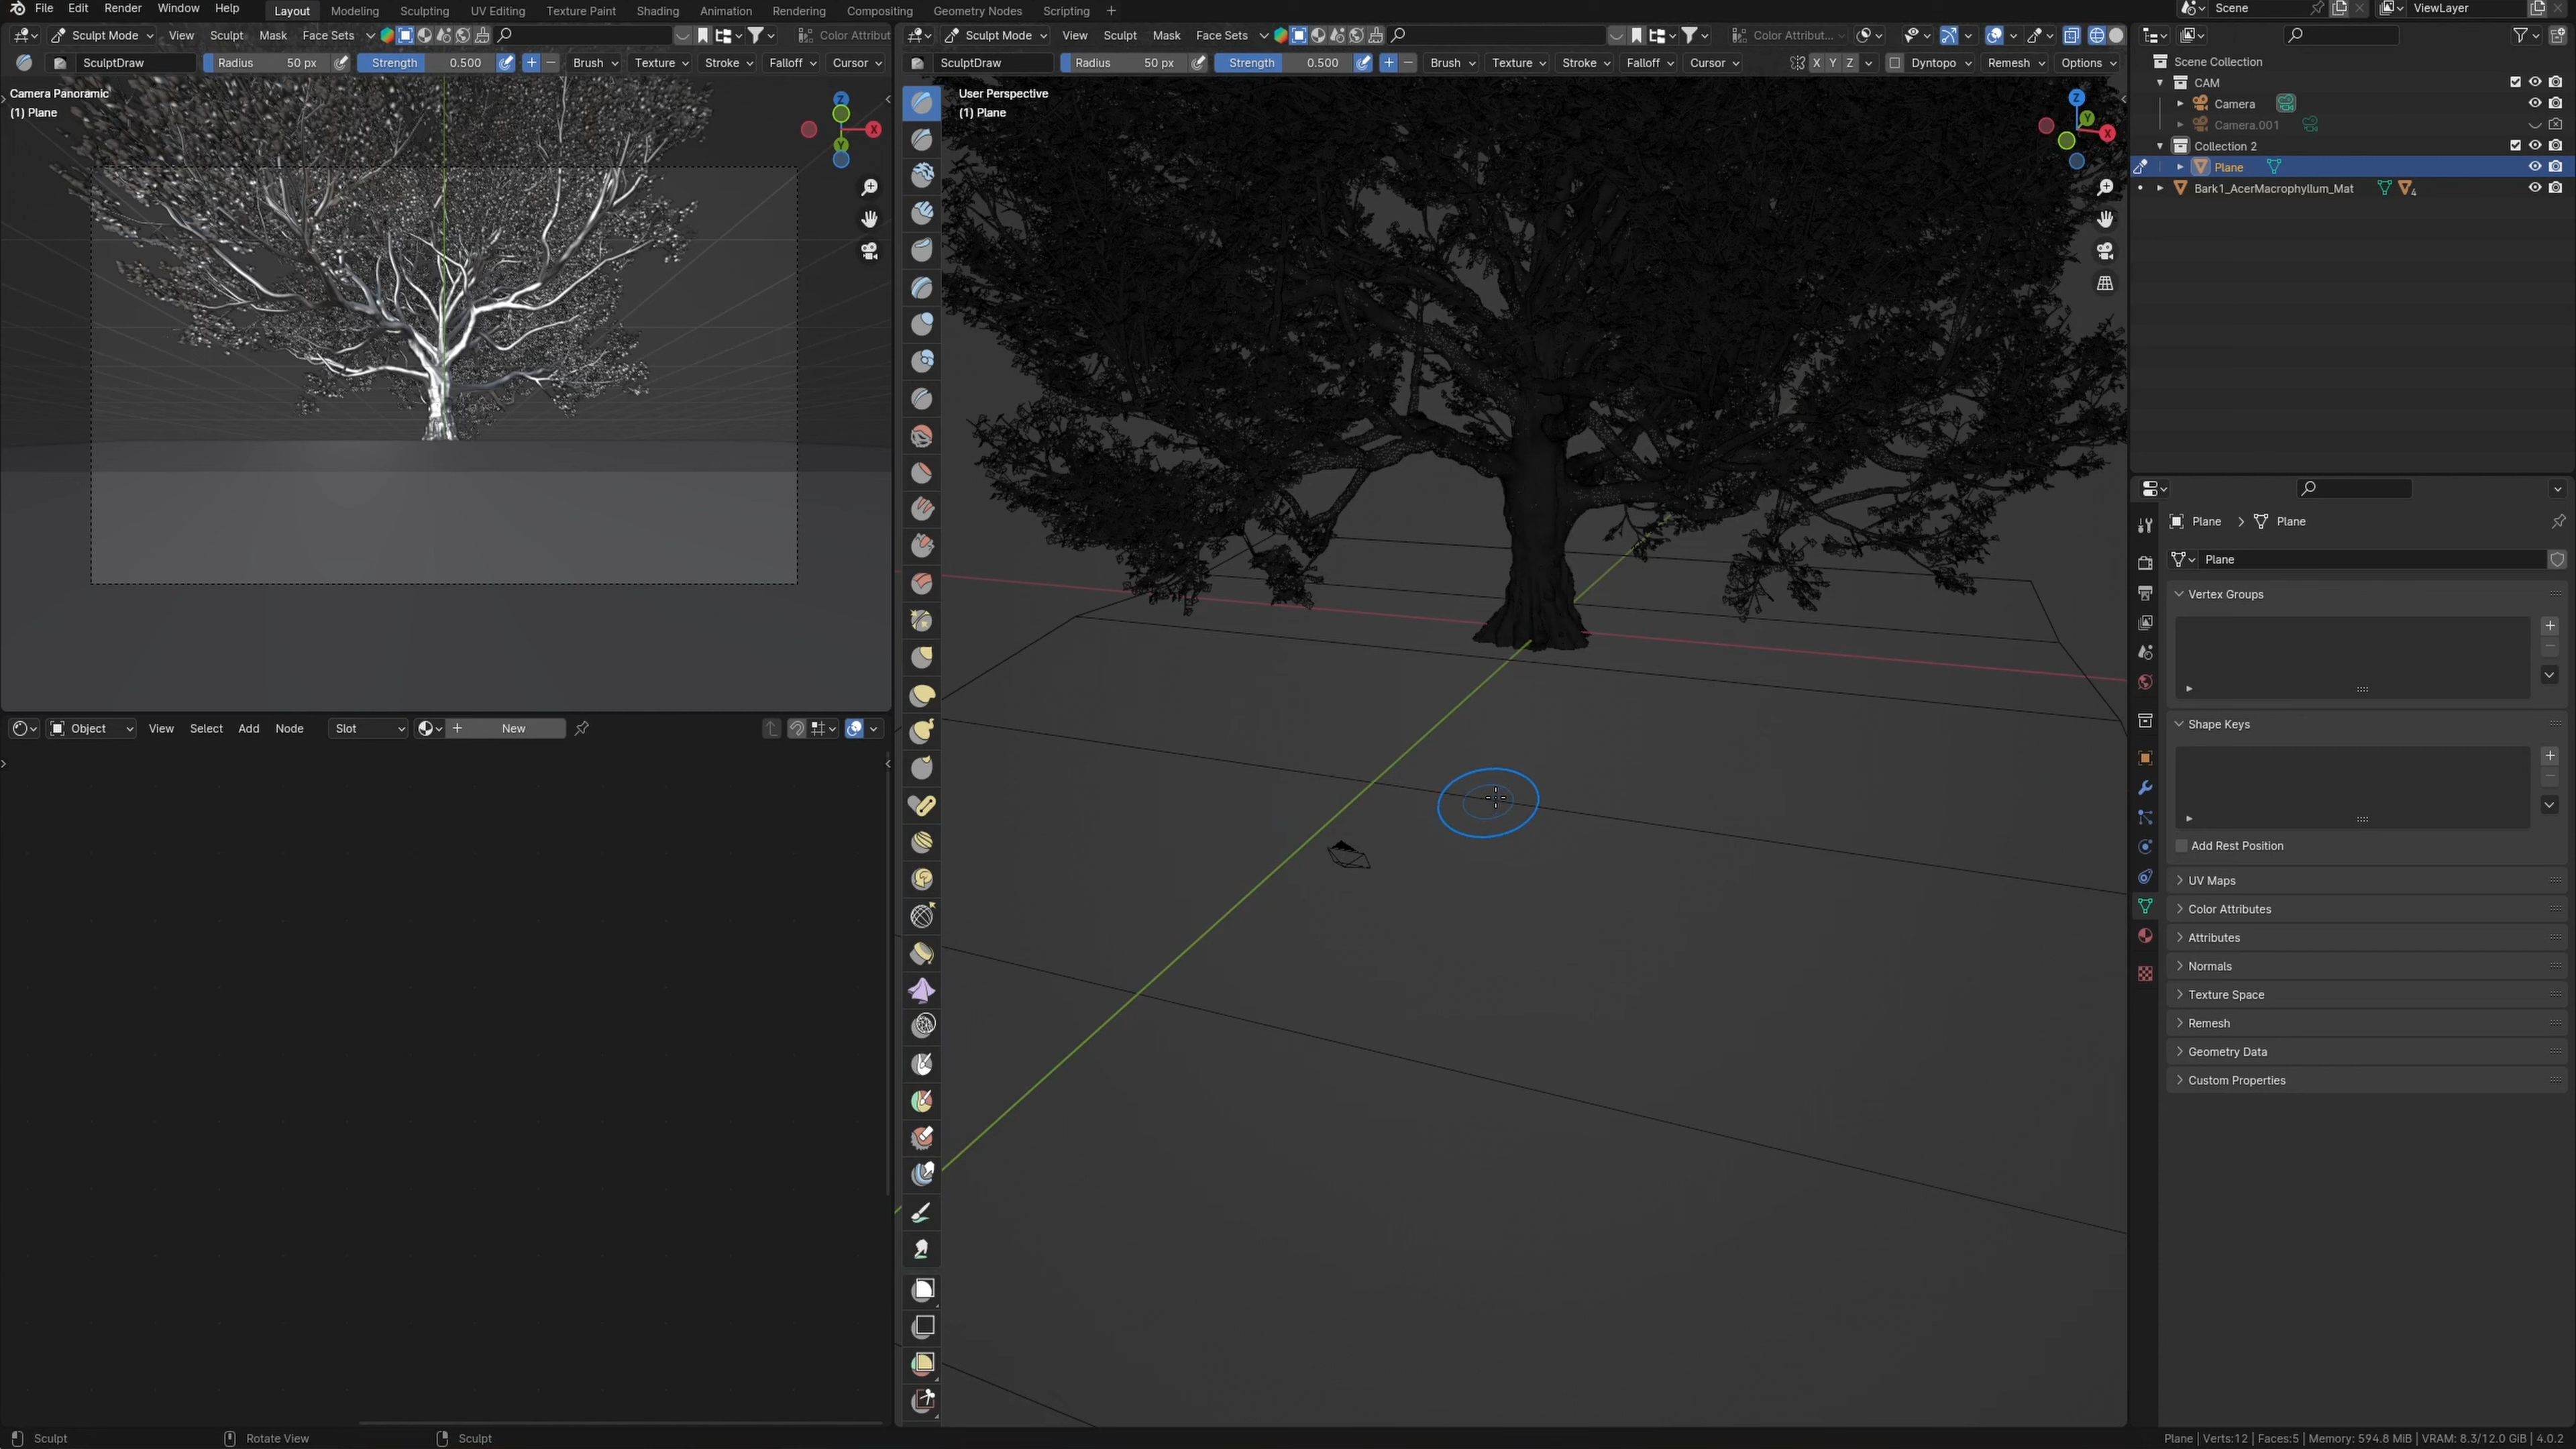 File Edit Render Window Help Layout Modeling Sculpting UV Editing Texture Paint Shading Animation Rendering Compositing Geometry Nodes Scripting + Scene ViewLayer
Sculpt Mode View Sculpt Mask Face Sets Color Attribut
SculptDraw Radius 50 px Strength 0.500 Brush Texture Stroke Falloff Cursor
Camera Panoramic
(1) Plane
Z
X
Y
Sculpt Mode View Sculpt Mask Face Sets Color Attribut...
SculptDraw Radius 50 px Strength 0.500 Brush Texture Stroke Falloff Cursor X Y Z Dyntopo Remesh Options
User Perspective
(1) Plane
Z
Y
X
Object View Select Add Node Slot New
Scene Collection
CAM
Camera
Camera.001
Collection 2
Plane
Bark1_AcerMacrophyllum_Mat 4
Plane > Plane
Plane
Vertex Groups
Shape Keys
Add Rest Position
UV Maps
Color Attributes
Attributes
Normals
Texture Space
Remesh
Geometry Data
Custom Properties
Sculpt Rotate View Sculpt
Plane | Verts:12 | Faces:5 | Memory: 594.8 MiB | VRAM: 8.3/12.0 GiB | 4.0.2